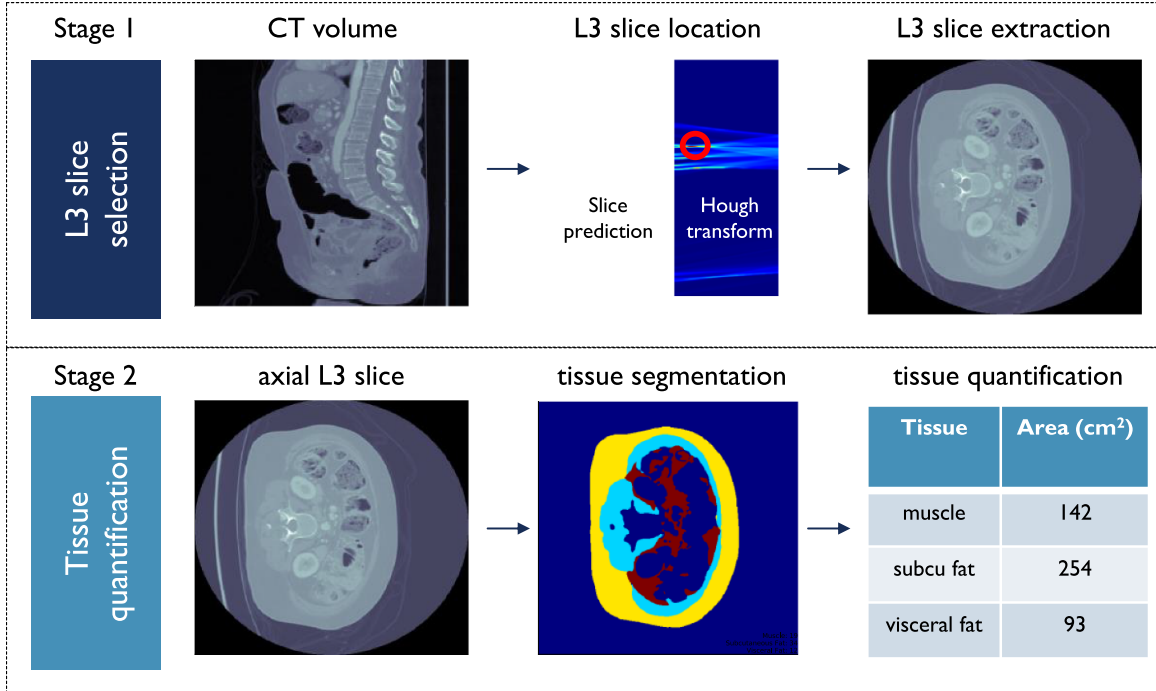 Stage 1
CT volume
L3 slice location
L3 slice extraction
L3 slice
selection
Slice
prediction
Hough
transform
Stage 2
axial L3 slice
tissue segmentation
tissue quantification
Tissue
quantification
Tissue
Area (cm²)
muscle
142
subcu fat
254
visceral fat
93